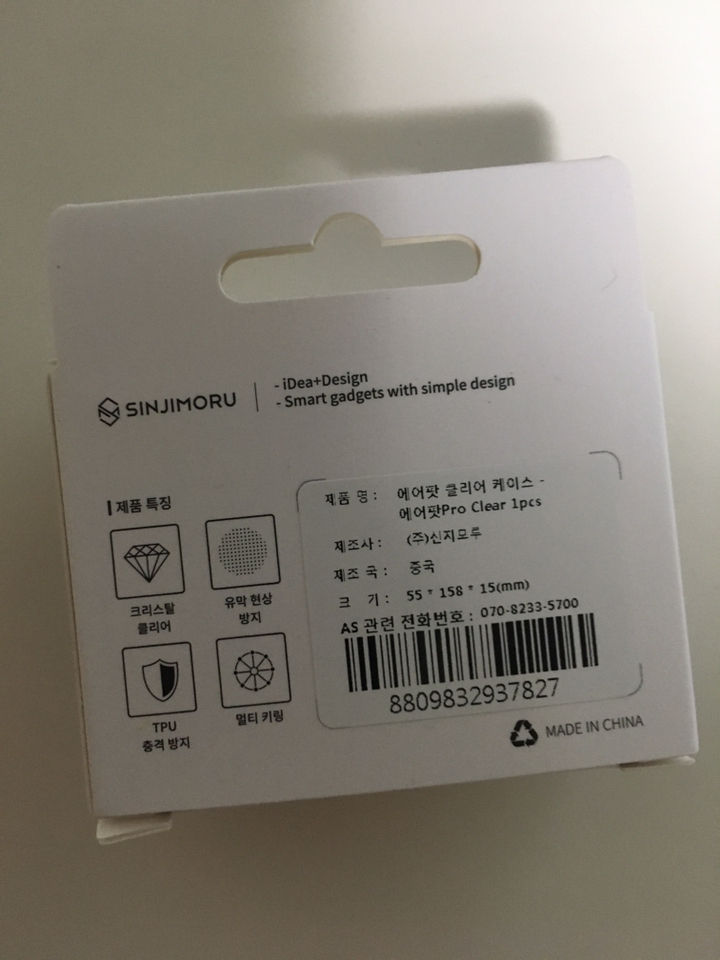 SINJIMORU
- iDea+Design
- Smart gadgets with simple design
제품 특징
크리스탈
클리어
유막 현상
방지
TPU
충격 방지
멀티 키링
제품 명 : 에어팟 클리어 케이스 -
에어팟Pro Clear 1pcs
제조사 : (주)신지모루
제조 국 : 중국
크 기 : 55 * 158 * 15(mm)
AS 관련 전화번호 : 070-8233-5700
8809832937827
MADE IN CHINA